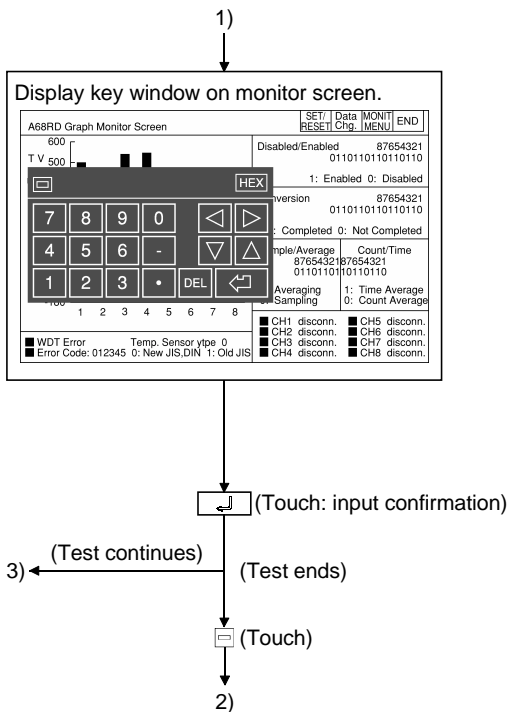 1)
Display key window on monitor screen.
A68RD Graph Monitor Screen
SET/ RESET
Data Chg.
MONIT MENU
END
600
T V 500
HEX
7 8 9 0
4 5 6 -
1 2 3 • DEL
-100
1 2 3 4 5 6 7 8
WDT Error Temp. Sensor ytpe 0
Error Code: 012345 0: New JIS,DIN 1: Old JIS
Disabled/Enabled 87654321
0110110110110110
1: Enabled 0: Disabled
version 87654321
0110110110110110
: Completed 0: Not Completed
mple/Average
Count/Time
8765432187654321
0110110110110110
Averaging
Sampling
1: Time Average
0: Count Average
CH1 disconn. CH5 disconn.
CH2 disconn. CH6 disconn.
CH3 disconn. CH7 disconn.
CH4 disconn. CH8 disconn.
(Touch: input confirmation)
(Test continues)
3)
(Test ends)
(Touch)
2)